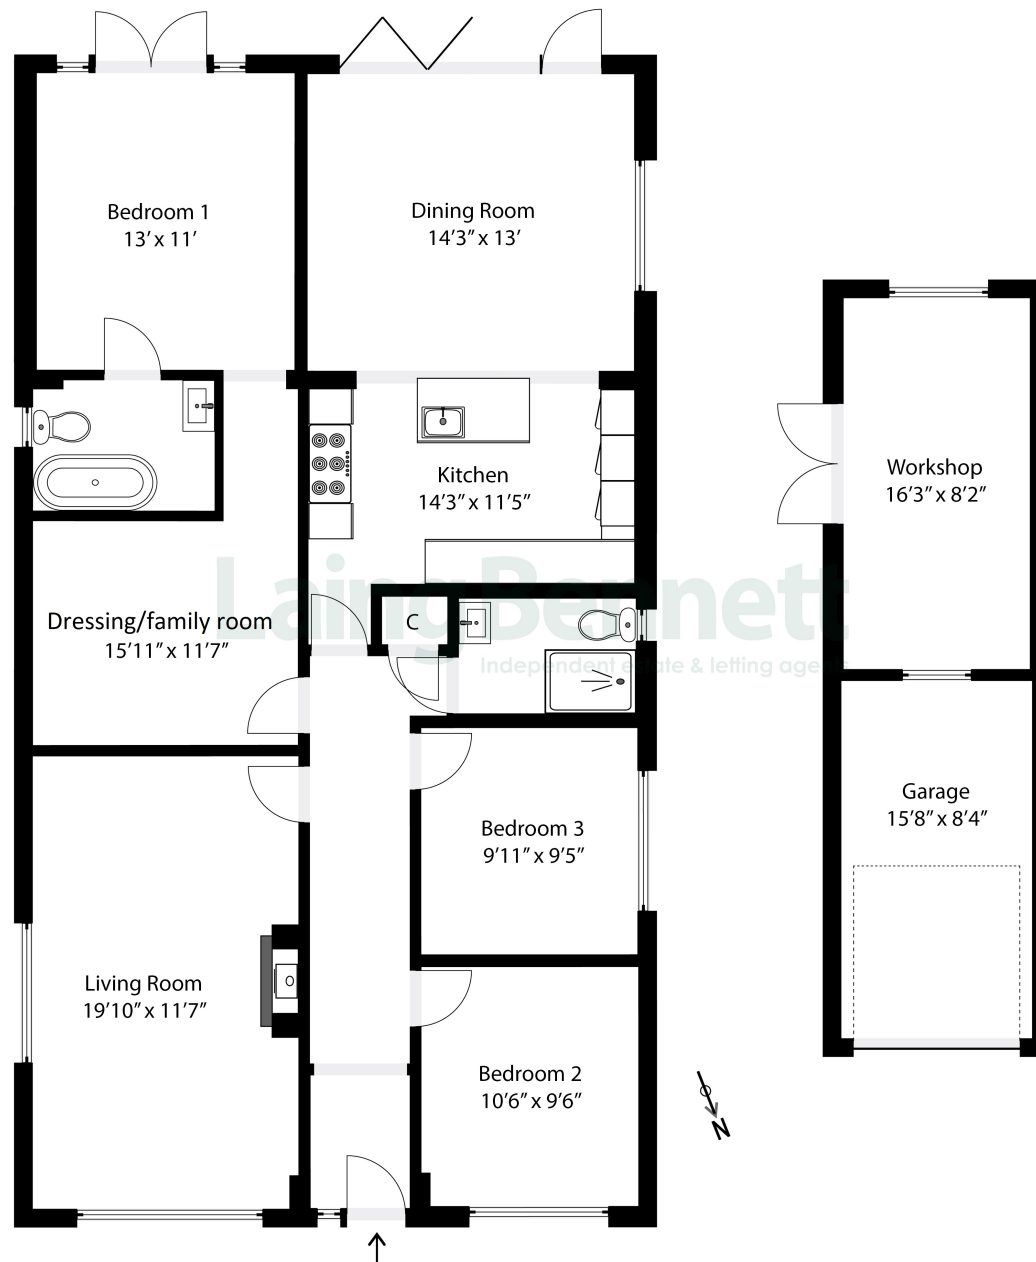 Bedroom 1
13’ x 11’
Dining Room
14’3” x 13’
Kitchen
14’3” x 11’5”
Workshop
16’3” x 8’2”
LaingBennett
Independent estate & letting agents
Dressing/family room
15’11” x 11’7”
C
Garage
15’8” x 8’4”
Bedroom 3
9’11” x 9’5”
Living Room
19’10” x 11’7”
Bedroom 2
10’6” x 9’6”
N